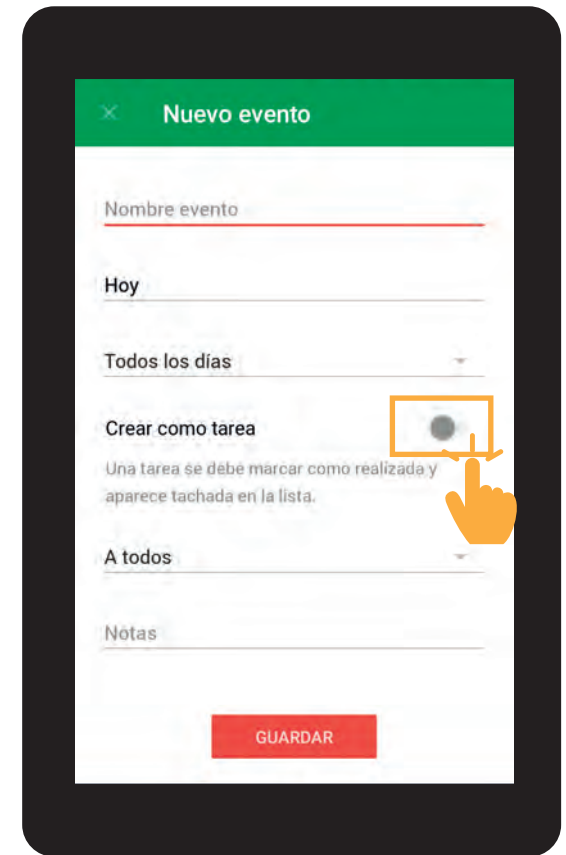 Nuevo evento
Nombre evento
Hoy
Todos los días
Crear como tarea
Una tarea se debe marcar como realizada y
aparece tachada en la lista.
A todos
Notas
GUARDAR